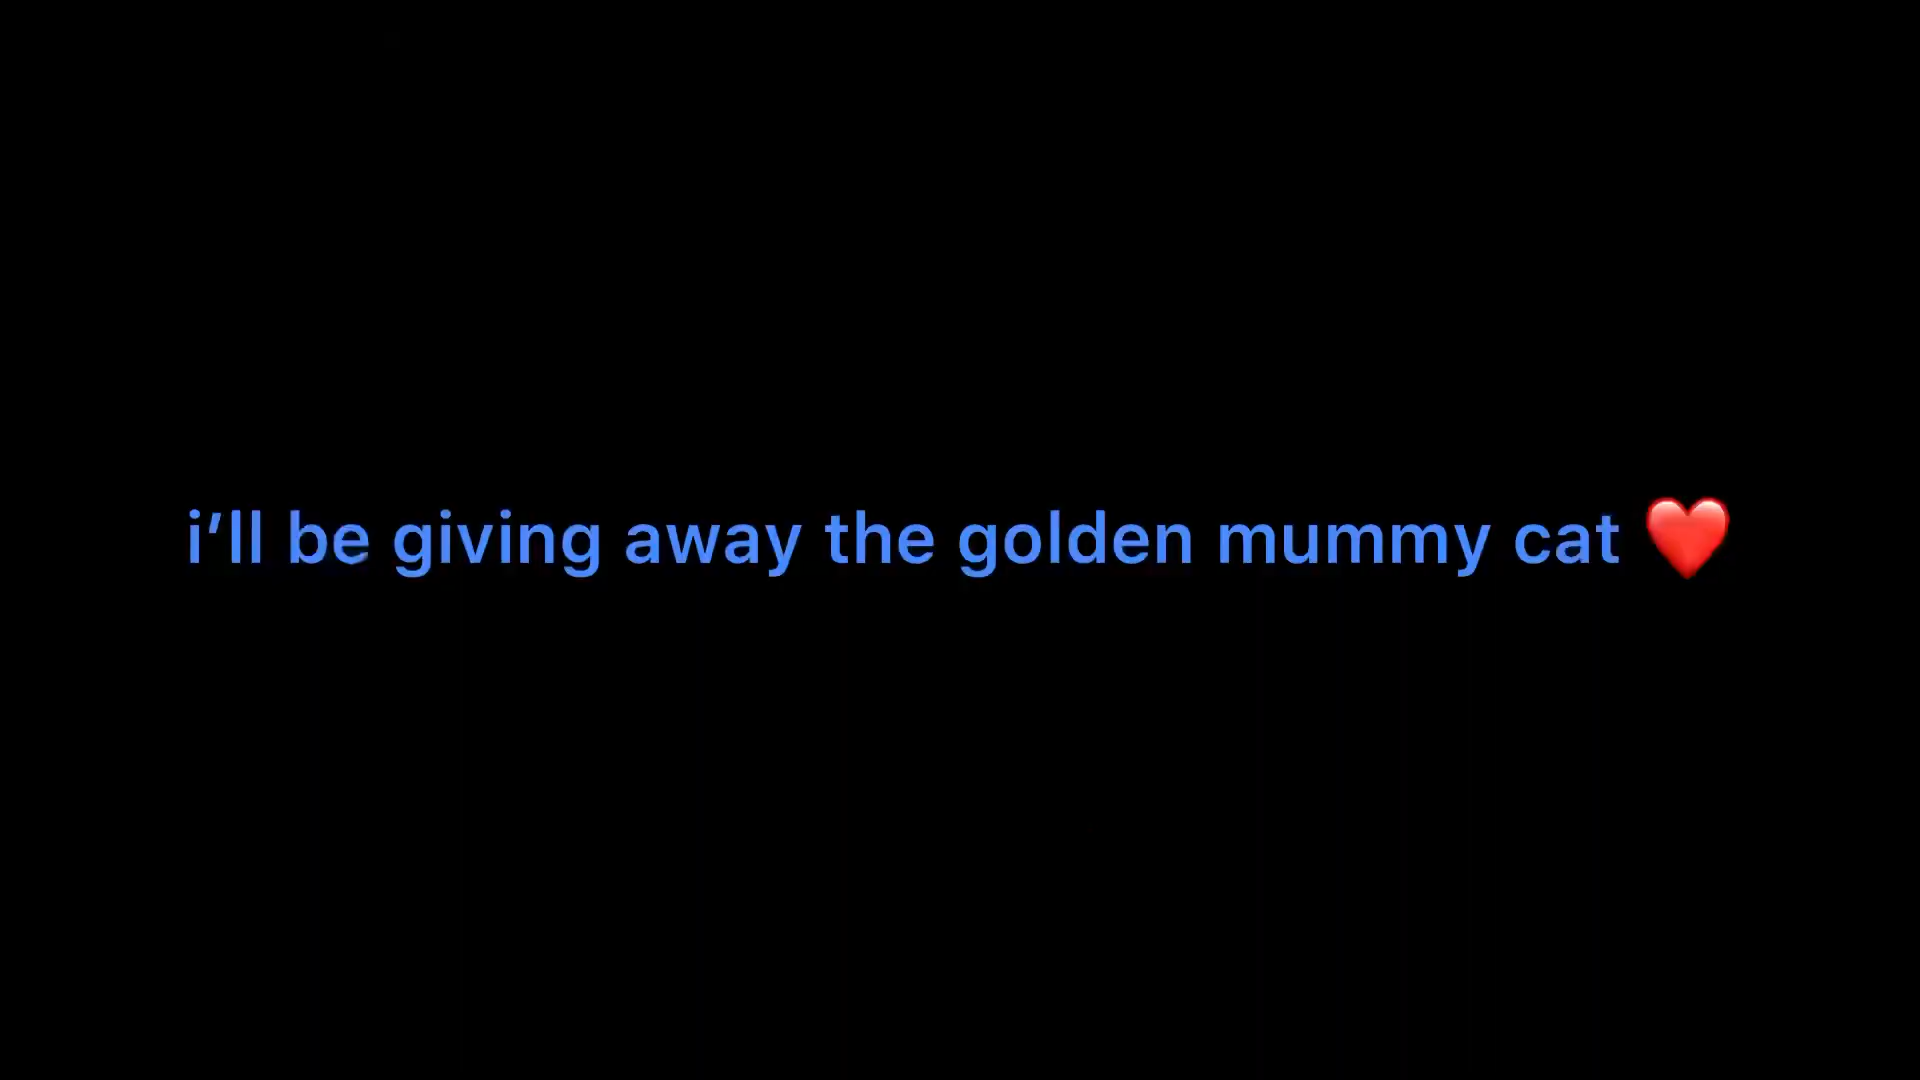 i’ll be giving away the golden mummy cat ❤️